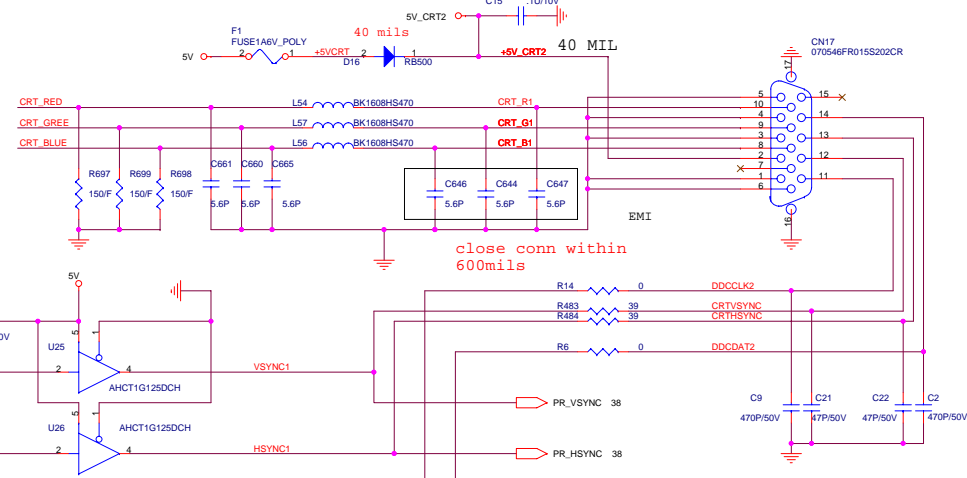 C15 .1U/10V
5V_CRT2
40 mils
F1
FUSE1A6V_POLY
5V 2 1 +5VCRT 2 1 +5V_CRT2 40 MIL
D16 RB500
CN17
070546FR015S202CR
17
CRT_RED L54 BK1608HS470 CRT_R1
CRT_GREE L57 BK1608HS470 CRT_G1
CRT_BLUE L56 BK1608HS470 CRT_B1
5 15
10
4 14
9
3 13
8
2 12
7
1 11
6
16
R697 R699 R698
150/F 150/F 150/F
C661 C660 C665
5.6P 5.6P 5.6P
C646 C644 C647
5.6P 5.6P 5.6P
EMI
close conn within
600mils
R14 0 DDCCLK2
R483 39 CRTVSYNC
R484 39 CRTHSYNC
R6 0 DDCDAT2
5V
0V
5 1
U25
2 4 VSYNC1
AHCT1G125DCH
PR_VSYNC 38
5 1
U26 AHCT1G125DCH
2 4 HSYNC1
PR_HSYNC 38
C9 C21 C22 C2
470P/50V 47P/50V 47P/50V 470P/50V